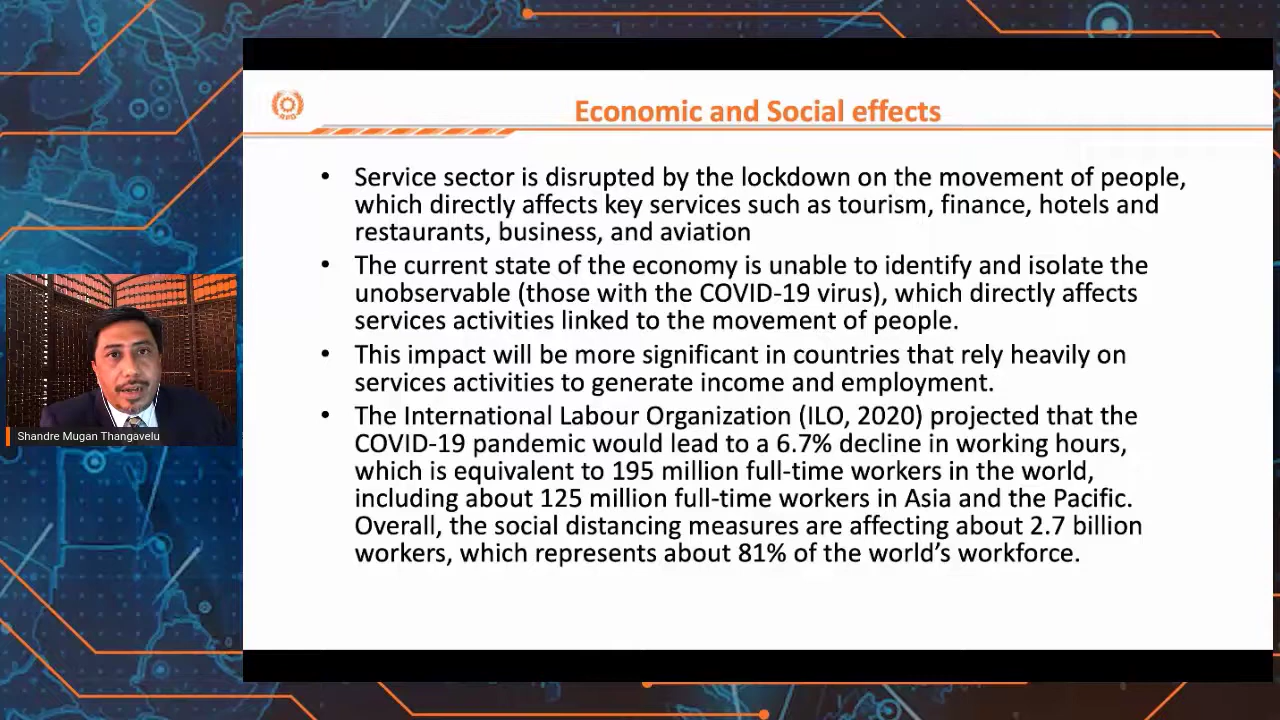 Economic and Social effects
• Service sector is disrupted by the lockdown on the movement of people,
which directly affects key services such as tourism, finance, hotels and
restaurants, business, and aviation
• The current state of the economy is unable to identify and isolate the
unobservable (those with the COVID-19 virus), which directly affects
services activities linked to the movement of people.
• This impact will be more significant in countries that rely heavily on
services activities to generate income and employment.
• The International Labour Organization (ILO, 2020) projected that the
COVID-19 pandemic would lead to a 6.7% decline in working hours,
which is equivalent to 195 million full-time workers in the world,
including about 125 million full-time workers in Asia and the Pacific.
Overall, the social distancing measures are affecting about 2.7 billion
workers, which represents about 81% of the world's workforce.
Shandre Mugan Thangavelu